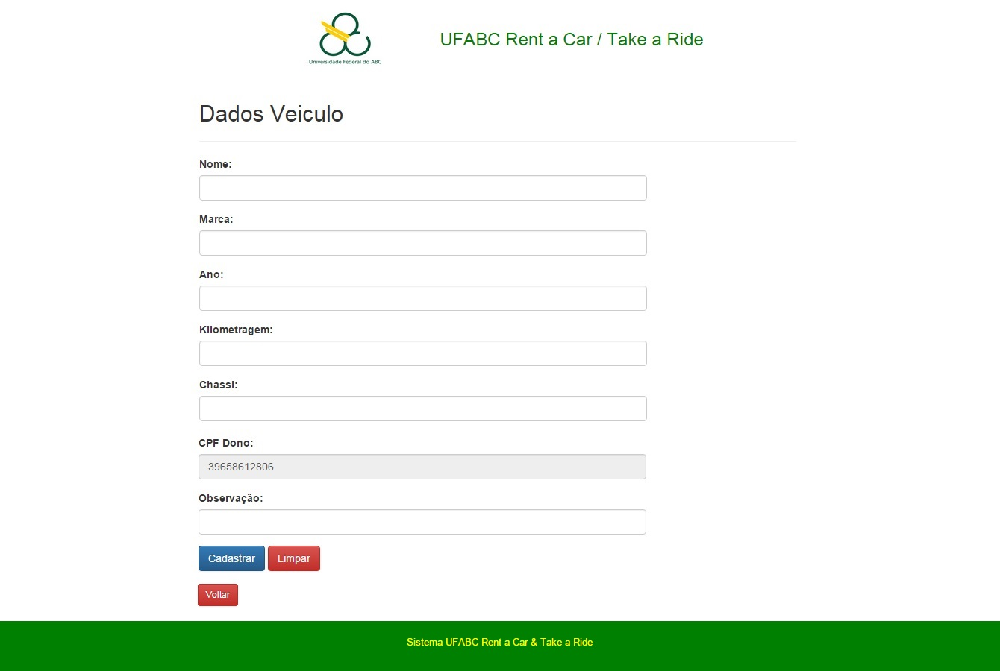 Universidade Federal do ABC
UFABC Rent a Car / Take a Ride
Dados Veiculo
Nome:
Marca:
Ano:
Kilometragem:
Chassi:
CPF Dono:
39658612806
Observação:
Cadastrar Limpar
Voltar
Sistema UFABC Rent a Car & Take a Ride